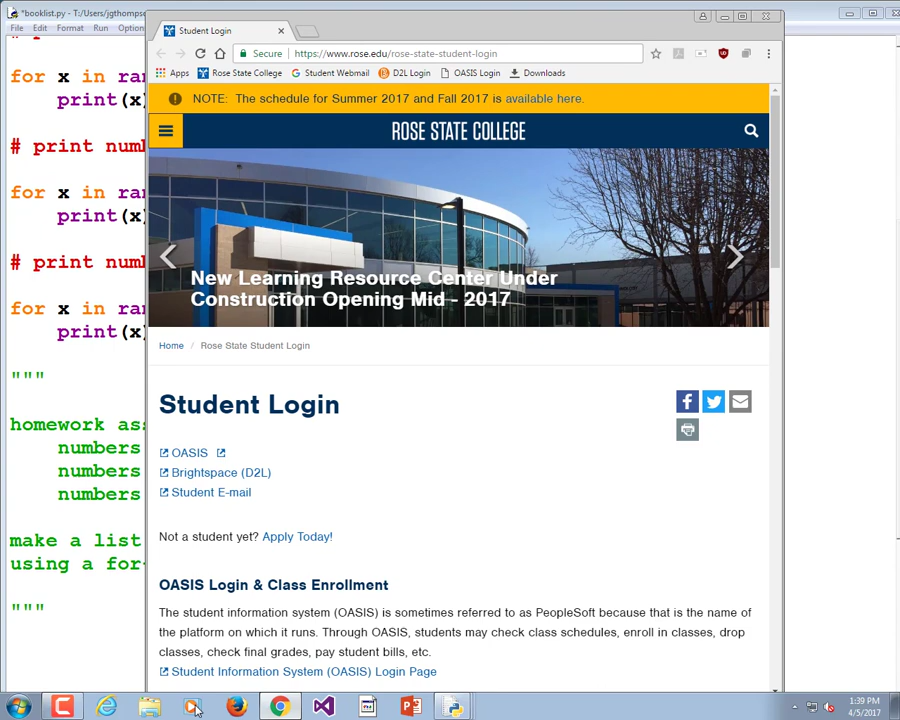 *booklist.py - T:/Users/jgthompse
File Edit Format Run Option
for x in ran
print(x)
# print numb
for x in ran
print(x)
# print numb
for x in ran
print(x)
"""
homework ass
numbers
numbers
numbers
make a list
using a for
"""
Student Login
Secure https://www.rose.edu/rose-state-student-login
Apps Rose State College Student Webmail D2L Login OASIS Login Downloads
NOTE: The schedule for Summer 2017 and Fall 2017 is available here.
ROSE STATE COLLEGE
New Learning Resource Center Under
Construction Opening Mid - 2017
Home / Rose State Student Login
Student Login
OASIS
Brightspace (D2L)
Student E-mail
Not a student yet? Apply Today!
OASIS Login & Class Enrollment
The student information system (OASIS) is sometimes referred to as PeopleSoft because that is the name of
the platform on which it runs. Through OASIS, students may check class schedules, enroll in classes, drop
classes, check final grades, pay student bills, etc.
Student Information System (OASIS) Login Page
1:39 PM
4/5/2017